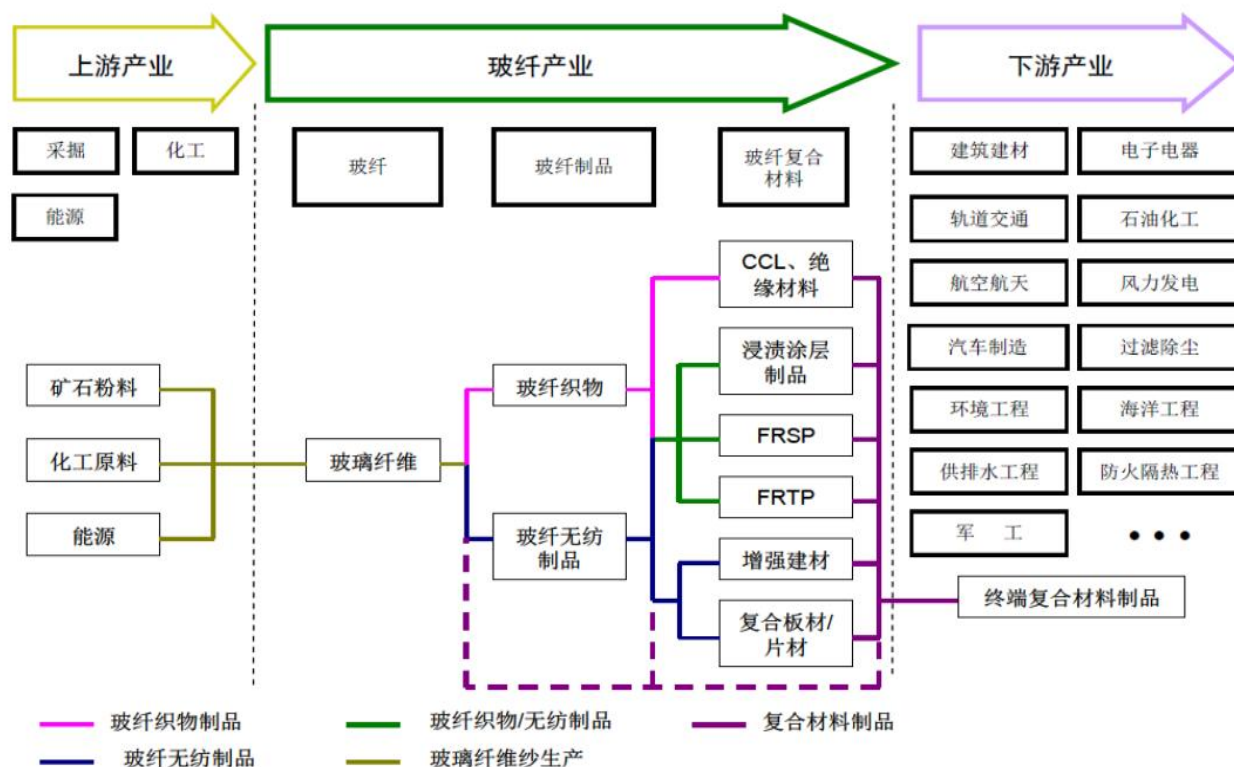 上游产业
玻纤产业
下游产业
采掘
化工
能源
玻纤
玻纤制品
玻纤复合
材料
建筑建材
电子电器
轨道交通
石油化工
航空航天
风力发电
汽车制造
过滤除尘
环境工程
海洋工程
供排水工程
防火隔热工程
军 工
•••
矿石粉料
化工原料
能源
玻璃纤维
玻纤织物
玻纤无纺
制品
CCL、绝
缘材料
浸渍涂层
制品
FRSP
FRTP
增强建材
复合板材/
片材
终端复合材料制品
玻纤织物制品
玻纤织物/无纺制品
复合材料制品
玻纤无纺制品
玻璃纤维纱生产